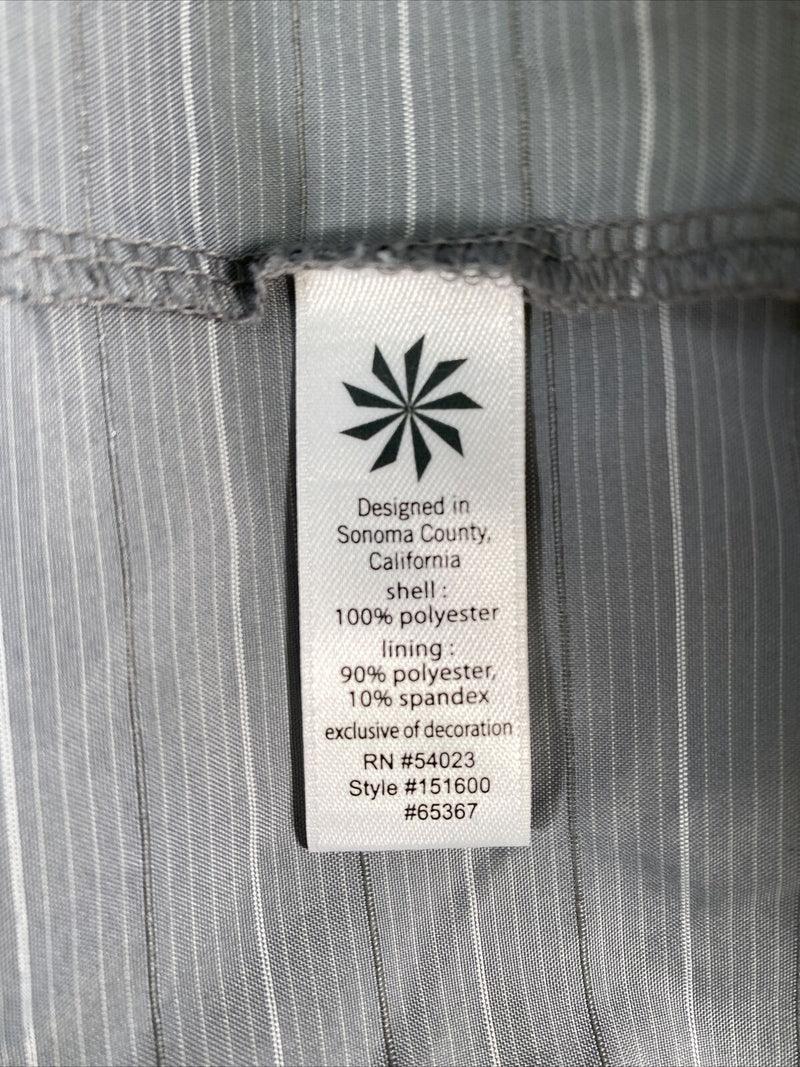 Designed in
Sonoma County,
California
shell :
100% polyester
lining :
90% polyester,
10% spandex
exclusive of decoration
RN #54023
Style #151600
#65367